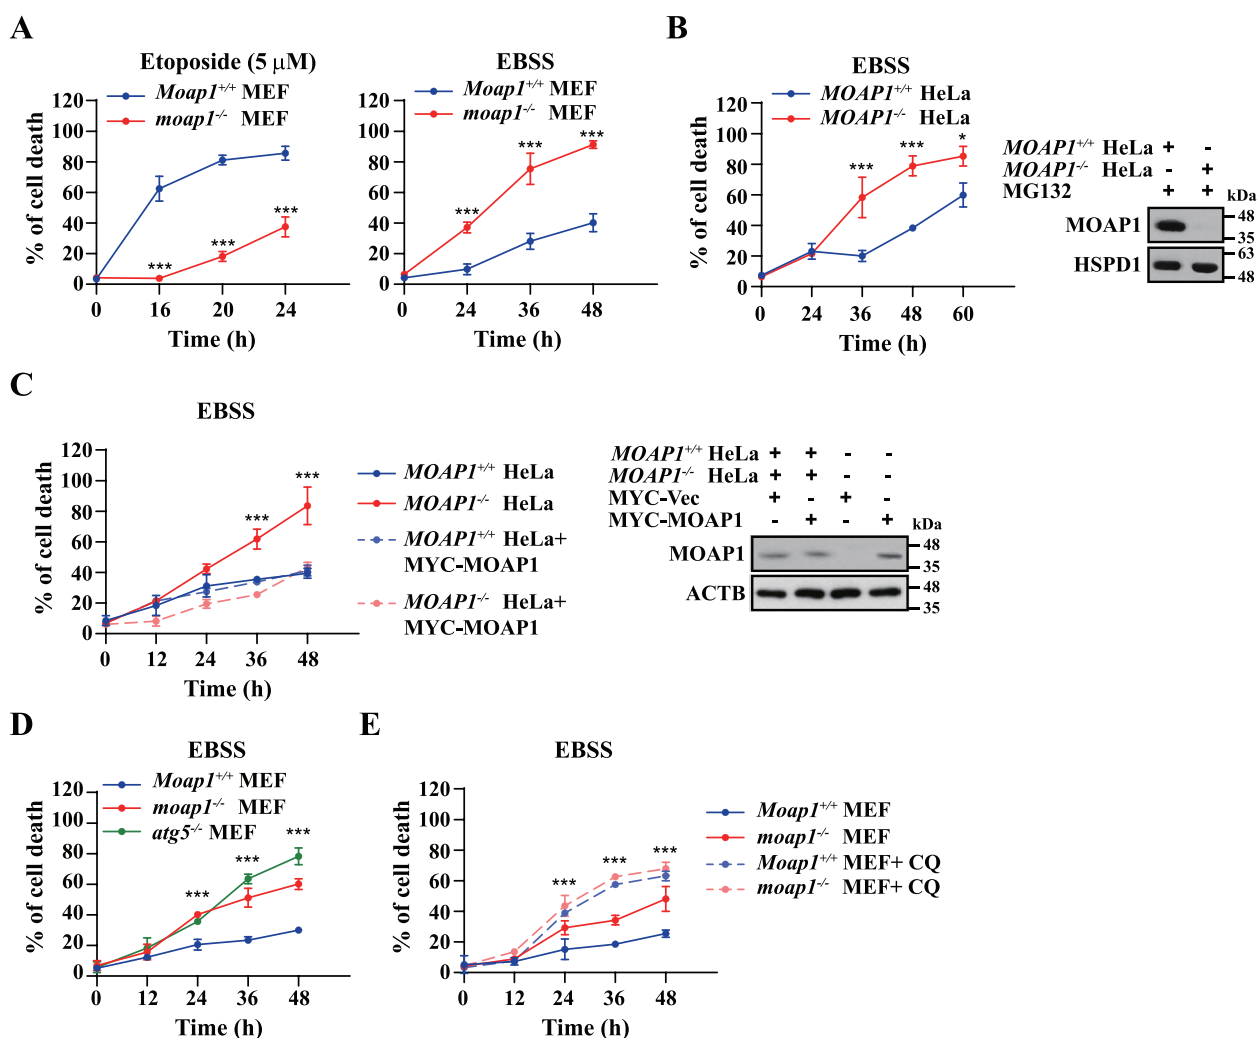 A
Etoposide (5 μM)
Moap1+/+ MEF
moap1-/- MEF
% of cell death
120
100
80
60
40
20
0
***
***
***
0 16 20 24
Time (h)
EBSS
Moap1+/+ MEF
moap1-/- MEF
% of cell death
120
100
80
60
40
20
0
***
***
***
0 24 36 48
Time (h)
B
EBSS
MOAP1+/+ HeLa
MOAP1-/- HeLa
% of cell death
120
100
80
60
40
20
0
***
***
*
0 24 36 48 60
Time (h)
MOAP1+/+ HeLa + -
MOAP1-/- HeLa - +
MG132 + + kDa
MOAP1 48
35
HSPD1 63
48
C
EBSS
% of cell death
120
100
80
60
40
20
0
***
***
0 12 24 36 48
Time (h)
MOAP1+/+ HeLa
MOAP1-/- HeLa
MOAP1+/+ HeLa+
MYC-MOAP1
MOAP1-/- HeLa+
MYC-MOAP1
MOAP1+/+ HeLa + + - -
MOAP1-/- HeLa + + - -
MYC-Vec + - + -
MYC-MOAP1 - + - + kDa
MOAP1 48
35
ACTB 48
35
D
EBSS
Moap1+/+ MEF
moap1-/- MEF
atg5-/- MEF
% of cell death
120
100
80
60
40
20
0
***
***
***
0 12 24 36 48
Time (h)
E
EBSS
% of cell death
120
100
80
60
40
20
0
***
***
***
0 12 24 36 48
Time (h)
Moap1+/+ MEF
moap1-/- MEF
Moap1+/+ MEF+ CQ
moap1-/- MEF+ CQ